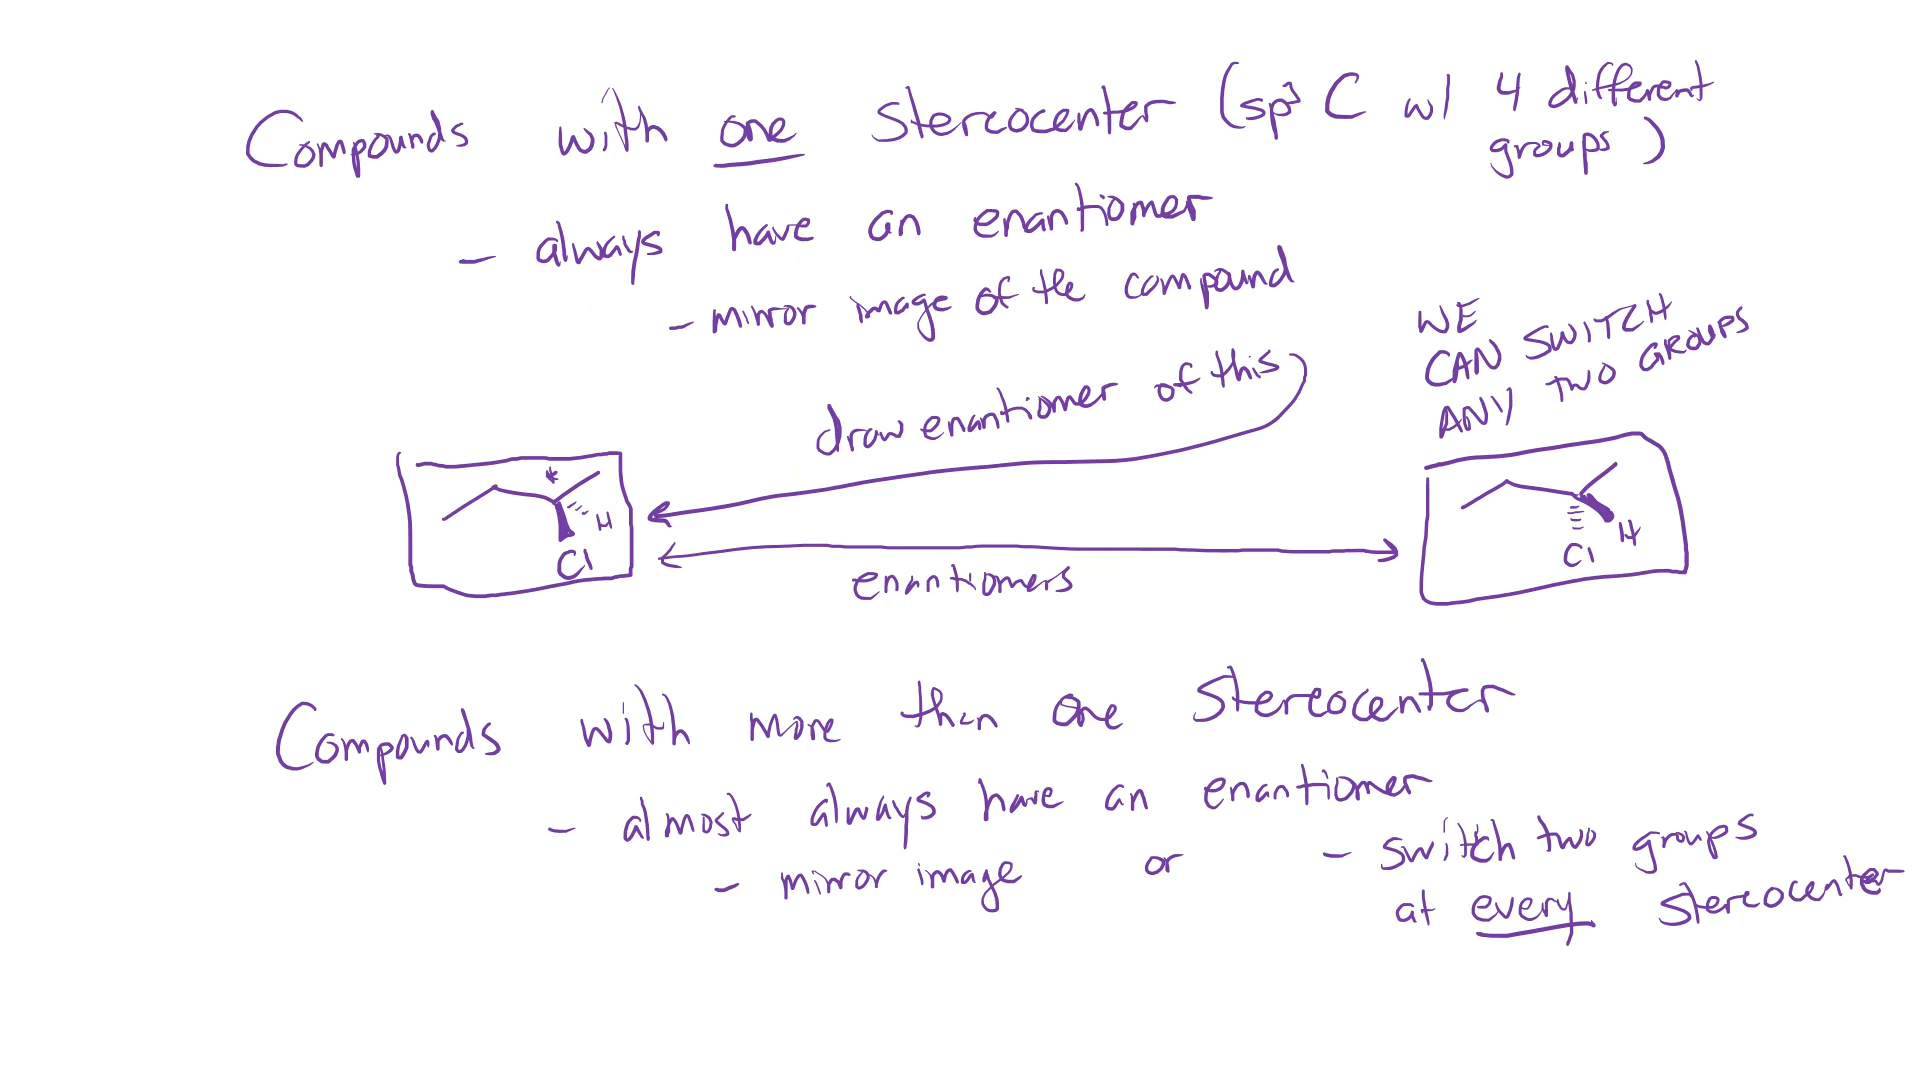 Compounds with one stereocenter (sp³ C w/ 4 different
groups)
- always have an enantiomer
- mirror image of the compound
WE
CAN SWITCH
ANY TWO GROUPS
draw enantiomer of this
*
H
Cl
enantiomers
H
Cl
Compounds with more than one stereocenter
- almost always have an enantiomer
- mirror image or - switch two groups
at every stereocenter